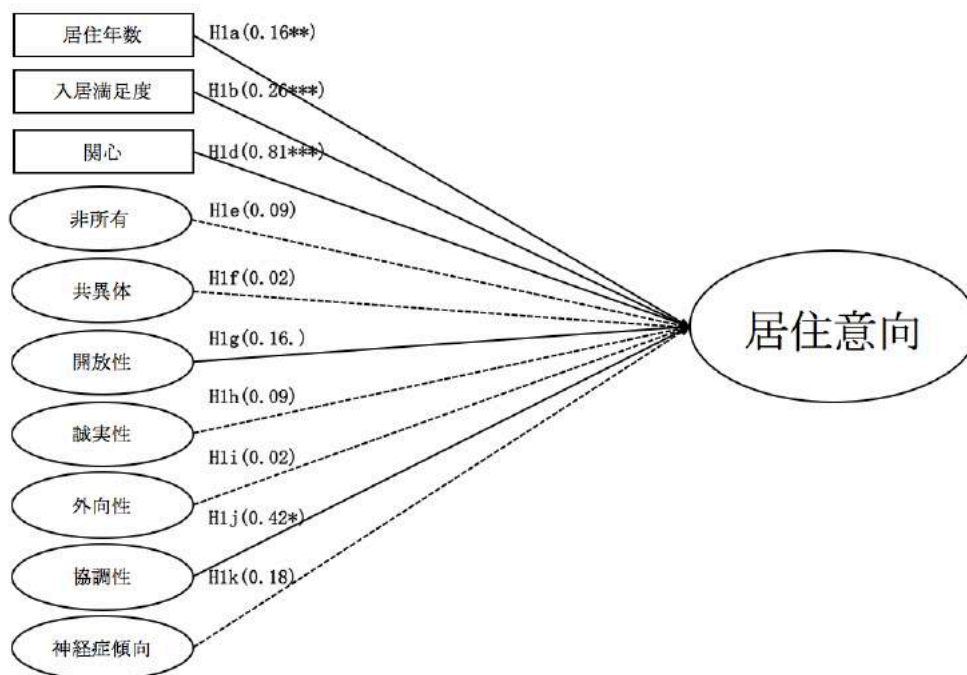 居住年数
H1a(0.16**)
入居満足度
H1b(0.26***)
関心
H1d(0.81***)
非所有
H1e(0.09)
共異体
H1f(0.02)
開放性
H1g(0.16.)
誠実性
H1h(0.09)
外向性
H1i(0.02)
協調性
H1j(0.42*)
神経症傾向
H1k(0.18)
居住意向